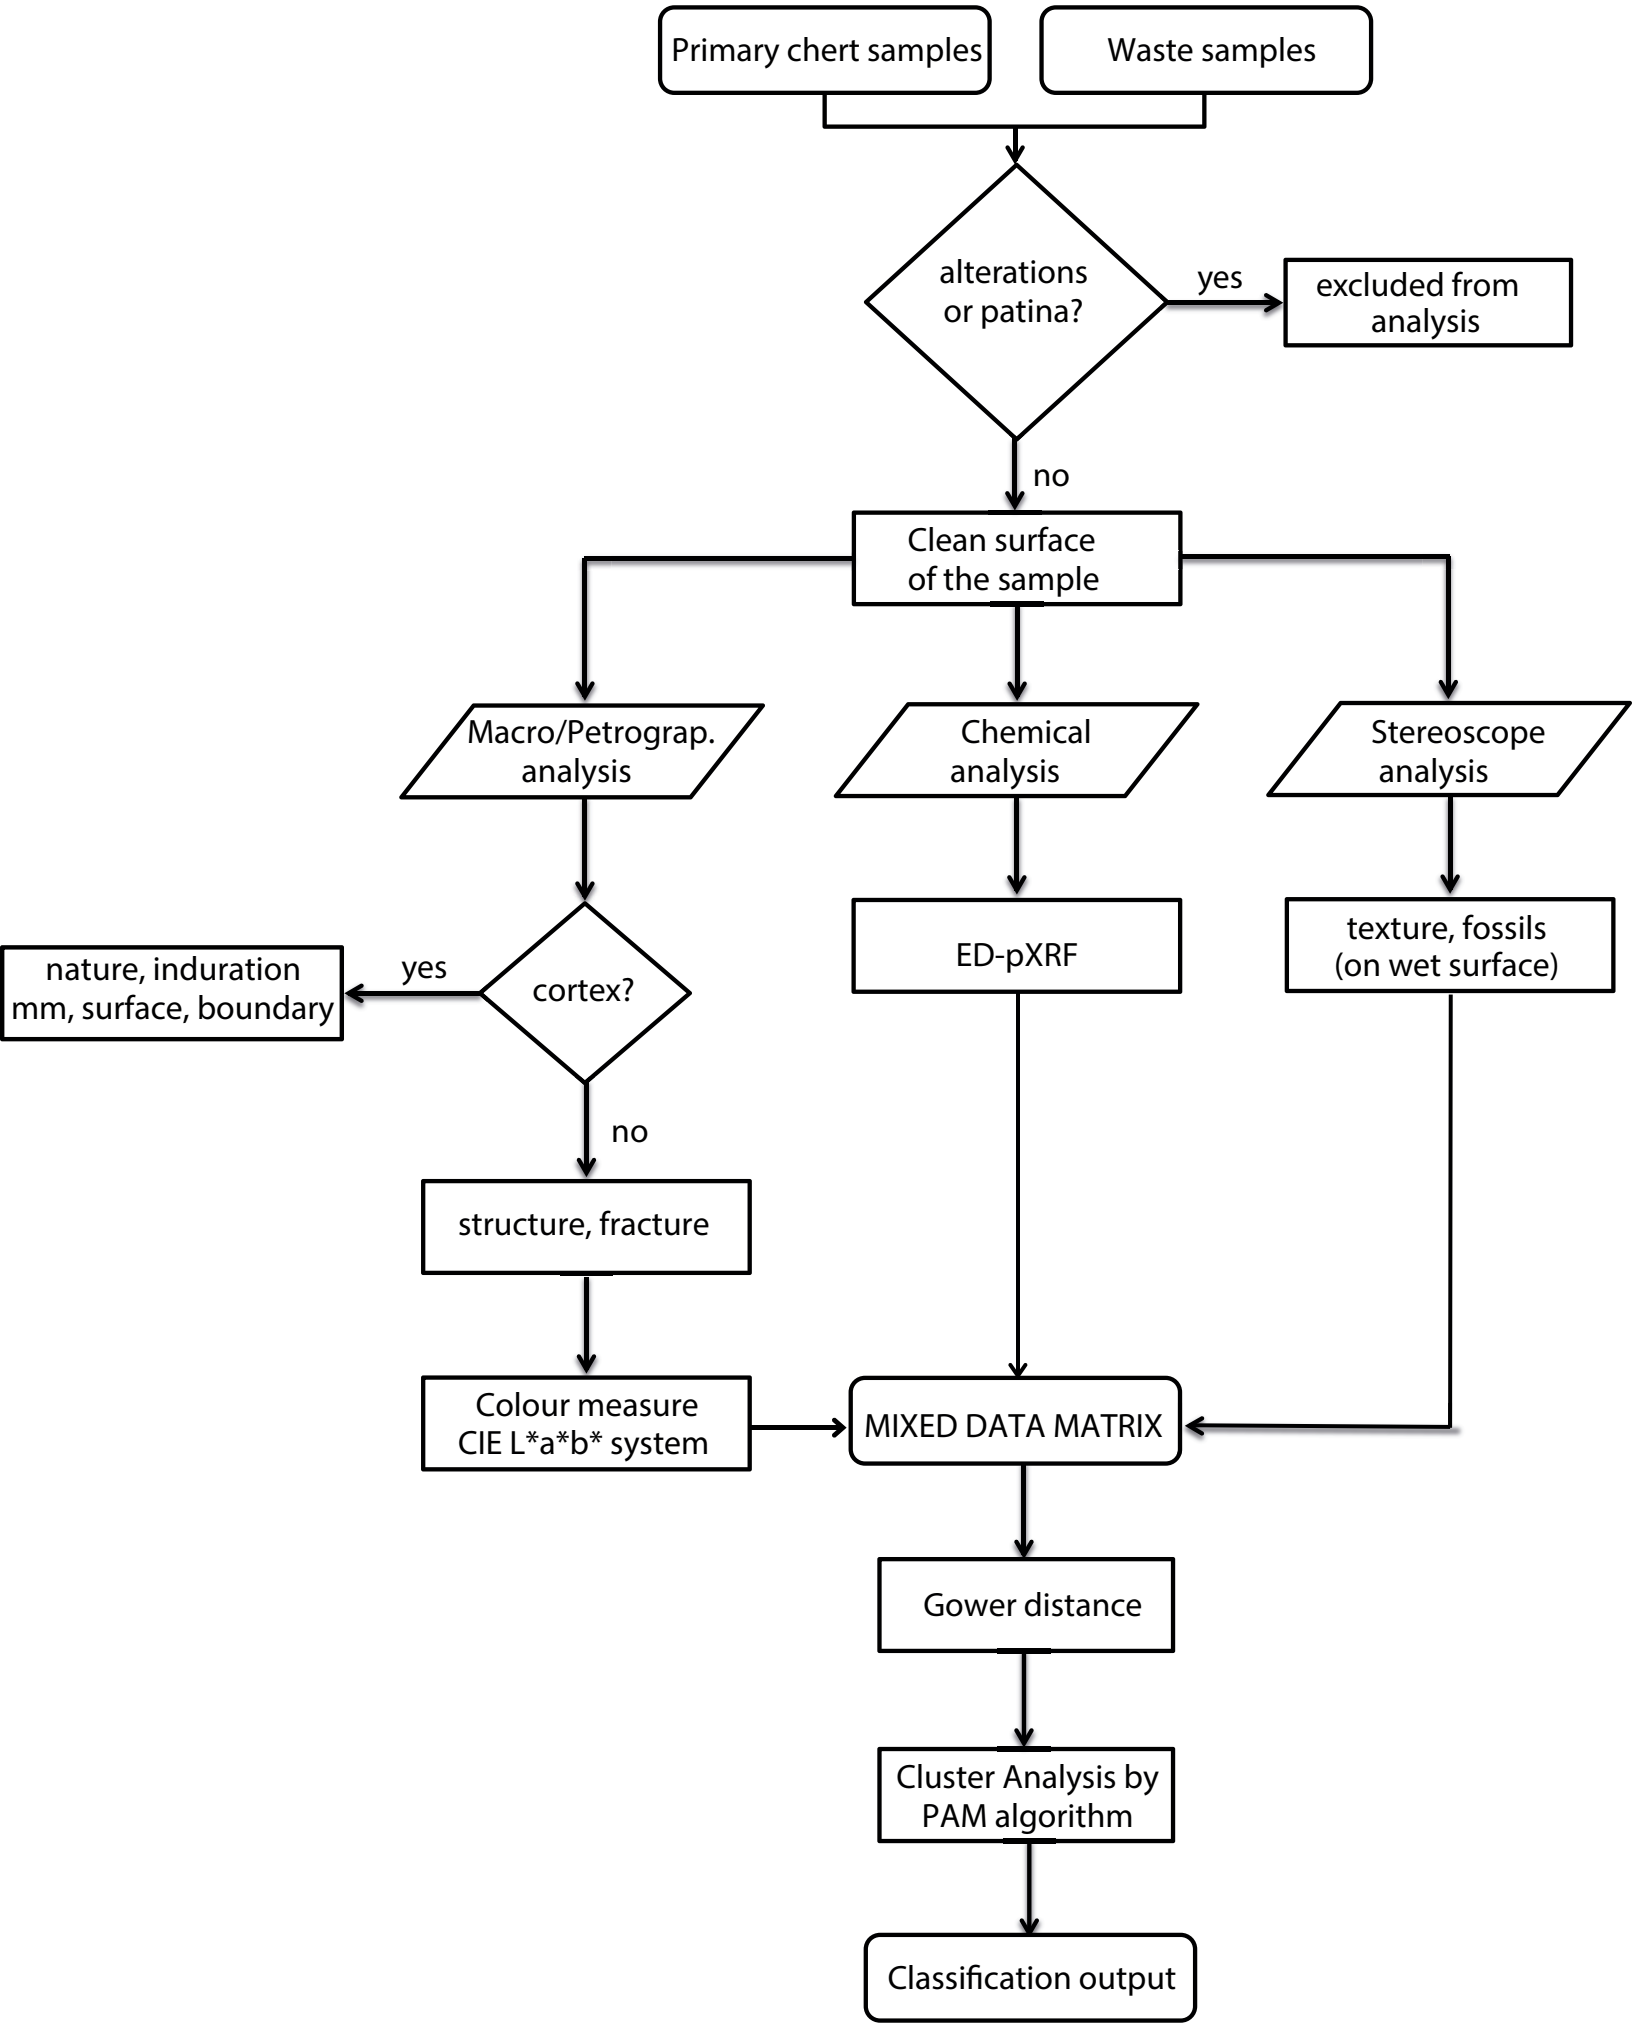 Primary chert samples
Waste samples
alterations
or patina?
yes
excluded from
analysis
no
Clean surface
of the sample
Macro/Petrograp.
analysis
Chemical
analysis
Stereoscope
analysis
nature, induration
mm, surface, boundary
yes
cortex?
ED-pXRF
texture, fossils
(on wet surface)
no
structure, fracture
Colour measure
CIE L*a*b* system
MIXED DATA MATRIX
Gower distance
Cluster Analysis by
PAM algorithm
Classification output